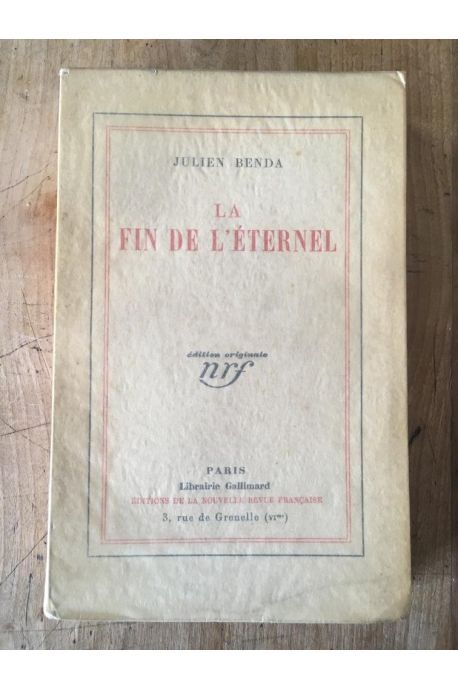 JULIEN BENDA
LA
FIN DE L'ÉTERNEL
édition originale
nrf
PARIS
Librairie Gallimard
ÉDITIONS DE LA NOUVELLE REVUE FRANÇAISE
3, rue de Grenelle (VIme)